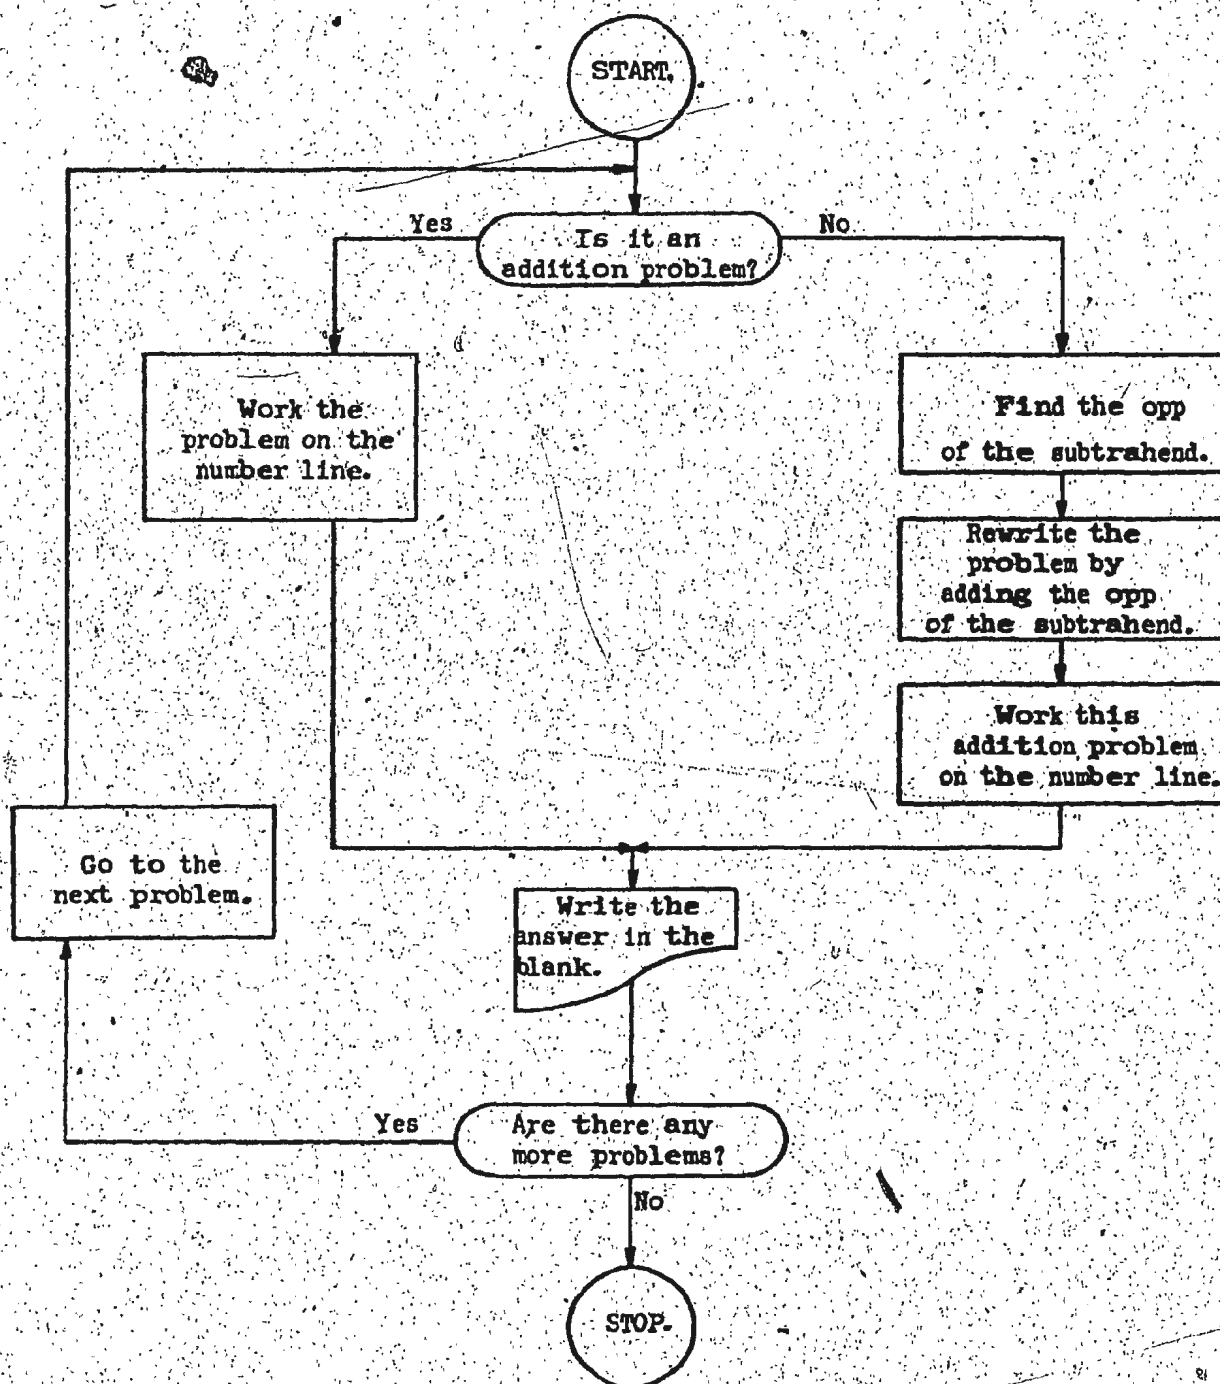 START.
Yes
No
Is it an
addition problem?
Work the
problem on the
number line.
Find the opp
of the subtrahend.
Rewrite the
problem by
adding the opp
of the subtrahend.
Work this
addition problem
on the number line.
Go to the
next problem.
Write the
answer in the
blank.
Are there any
more problems?
Yes
No
STOP.